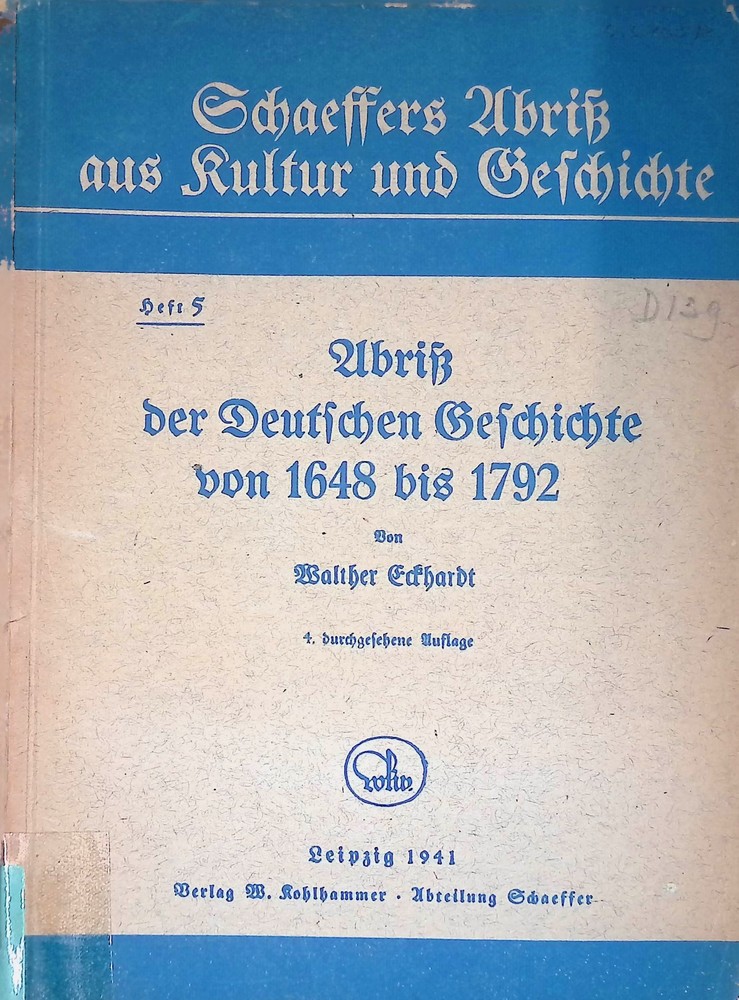 Schaeffers Abriß
aus Kultur und Geschichte
Heft 5
D139
Abriß
der Deutschen Geschichte
von 1648 bis 1792
Von
Walther Eckhardt
4. durchgesehene Auflage
Leipzig 1941
Verlag W. Kohlhammer · Abteilung Schaeffer